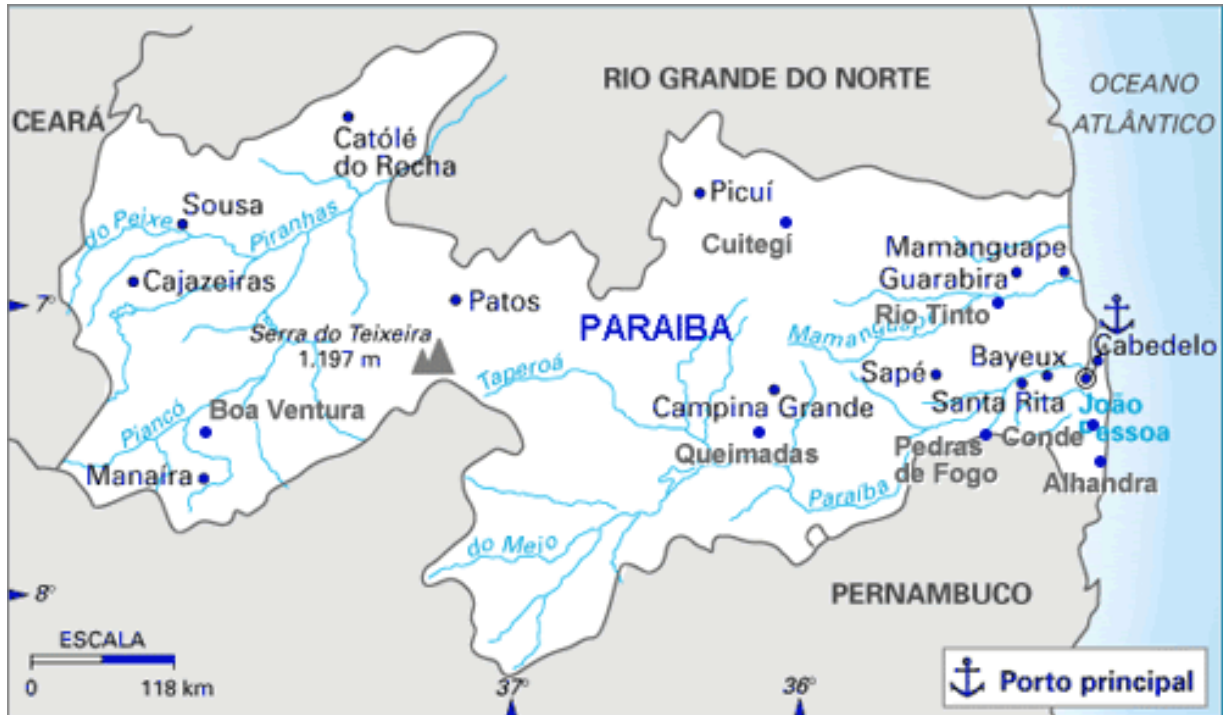 RIO GRANDE DO NORTE
OCEANO
ATLÂNTICO
CEARÁ
Católé
do Rocha
Picuí
Sousa
do Peixe
Piranhas
Cuitegí
Mamanguape
Cajazeiras
Guarabira
7°
Patos
Rio Tinto
Serra do Teixeira
1.197 m
PARAIBA
Mamanguape
Cabedelo
Bayeux
Taperoá
Sapé
Campina Grande
Santa Rita
João
Pessoa
Boa Ventura
Piancó
Queimadas
Pedras
de Fogo
Conde
Manaíra
Alhandra
Paraíba
do Meio
8°
PERNAMBUCO
ESCALA
0 118 km
37°
36°
Porto principal